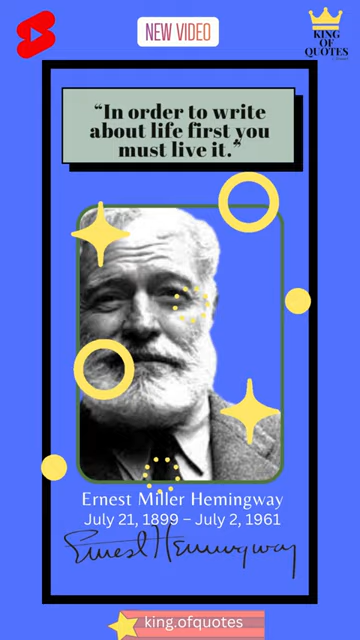 NEW VIDEO
KING
OF
QUOTES
“In order to write
about life first you
must live it.”
Ernest Miller Hemingway
July 21, 1899 – July 2, 1961
Ernest Hemingway
king.ofquotes